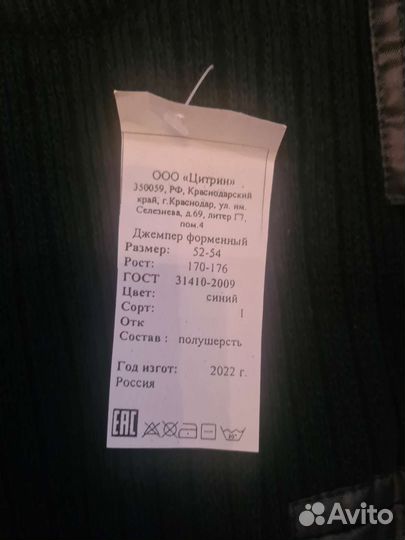 ООО «Цитрин»
350059, РФ, Краснодарский
край, г.Краснодар, ул. им.
Селезнева, д.69, литер Г7,
пом.4
Джемпер форменный
Размер: 52-54
Рост: 170-176
ГОСТ 31410-2009
Цвет: синий
Сорт: 1
Отк
Состав : полушерсть
Год изгот: 2022 г.
Россия
EAC
Avito